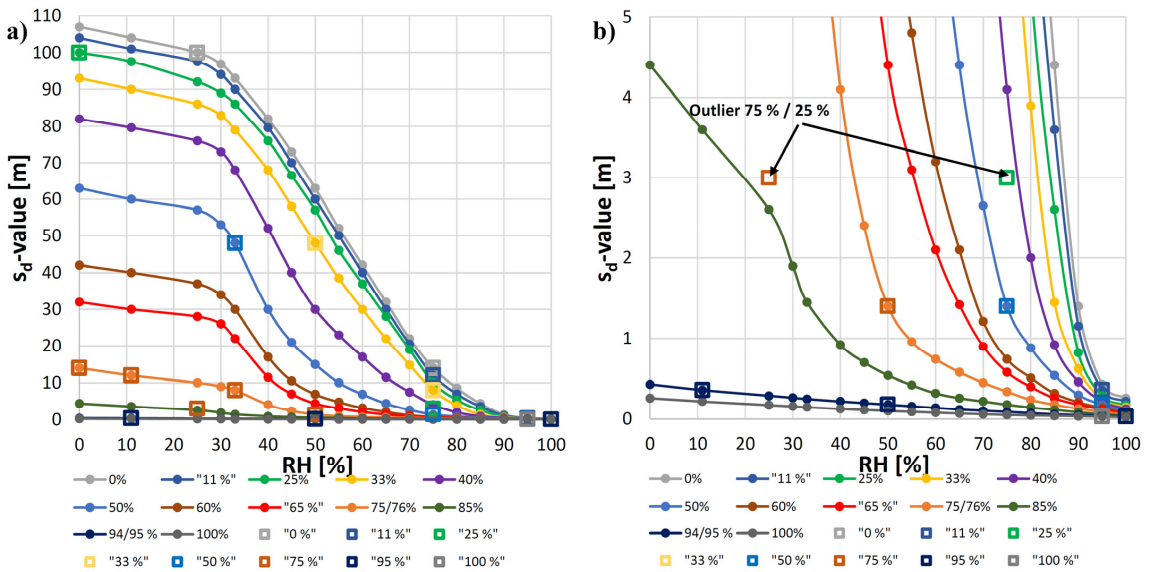 a)
110
100
90
80
70
60
50
40
30
20
10
0
s_d-value [m]
0 10 20 30 40 50 60 70 80 90 100
RH [%]
0% "11 %" 25% 33% 40%
50% 60% "65 %" 75/76% 85%
94/95 % 100% "0 %" "11 %" "25 %"
"33 %" "50 %" "75 %" "95 %" "100 %"
b)
5
4
3
2
1
0
s_d-value [m]
Outlier 75 % / 25 %
0 10 20 30 40 50 60 70 80 90 100
RH [%]
0% "11 %" 25% 33% 40%
50% 60% "65 %" 75/76% 85%
94/95 % 100% "0 %" "11 %" "25 %"
"33 %" "50 %" "75 %" "95 %" "100 %"